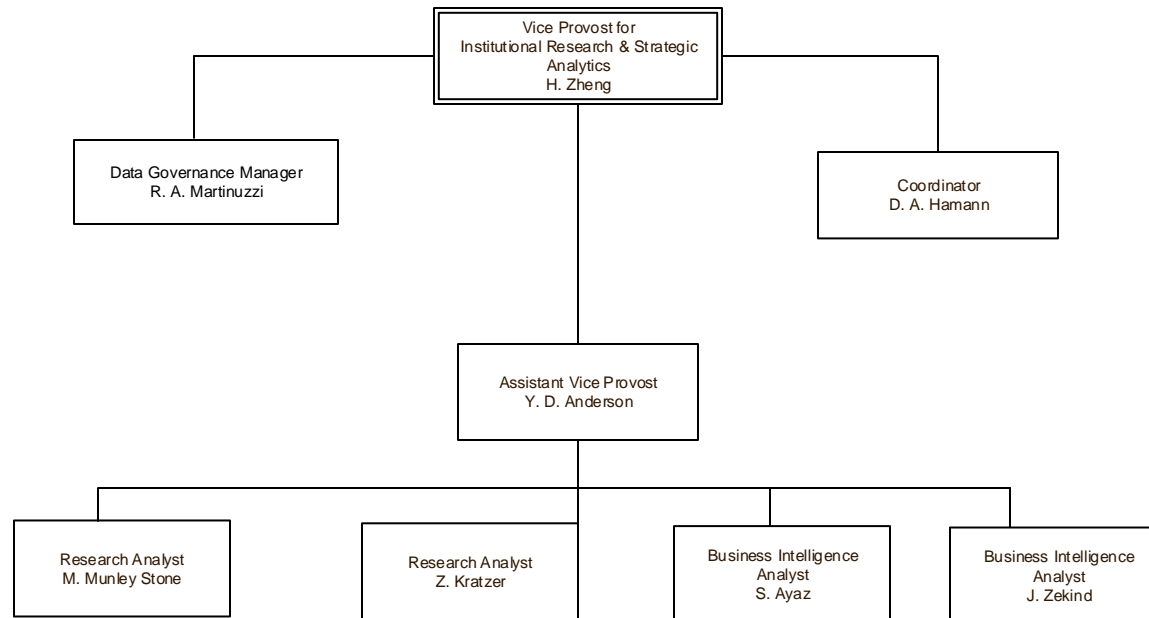 Vice Provost for
Institutional Research & Strategic
Analytics
H. Zheng
Data Governance Manager
R. A. Martinuzzi
Coordinator
D. A. Hamann
Assistant Vice Provost
Y. D. Anderson
Research Analyst
M. Munley Stone
Research Analyst
Z. Kratzer
Business Intelligence
Analyst
S. Ayaz
Business Intelligence
Analyst
J. Zekind